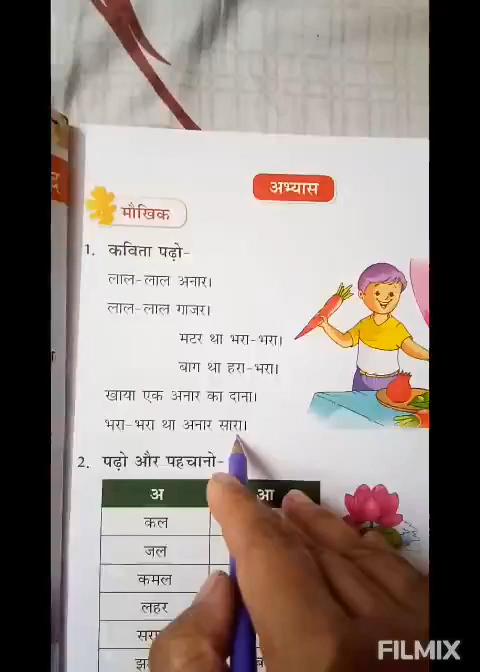 अभ्यास
मौखिक
1. कविता पढ़ो-
लाल-लाल अनार।
लाल-लाल गाजर।
मटर था भरा-भरा।
बाग था हरा-भरा।
खाया एक अनार का दाना।
भरा-भरा था अनार सारा।
2. पढ़ो और पहचानो-
अ आ
कल
जल
कमल
लहर
FILMIX